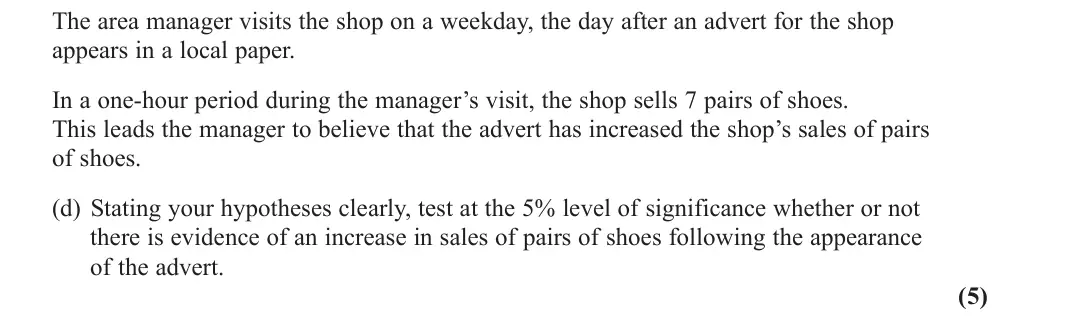 The area manager visits the shop on a weekday, the day after an advert for the shop
appears in a local paper.
In a one-hour period during the manager’s visit, the shop sells 7 pairs of shoes.
This leads the manager to believe that the advert has increased the shop’s sales of pairs
of shoes.
(d) Stating your hypotheses clearly, test at the 5% level of significance whether or not
there is evidence of an increase in sales of pairs of shoes following the appearance
of the advert.
(5)